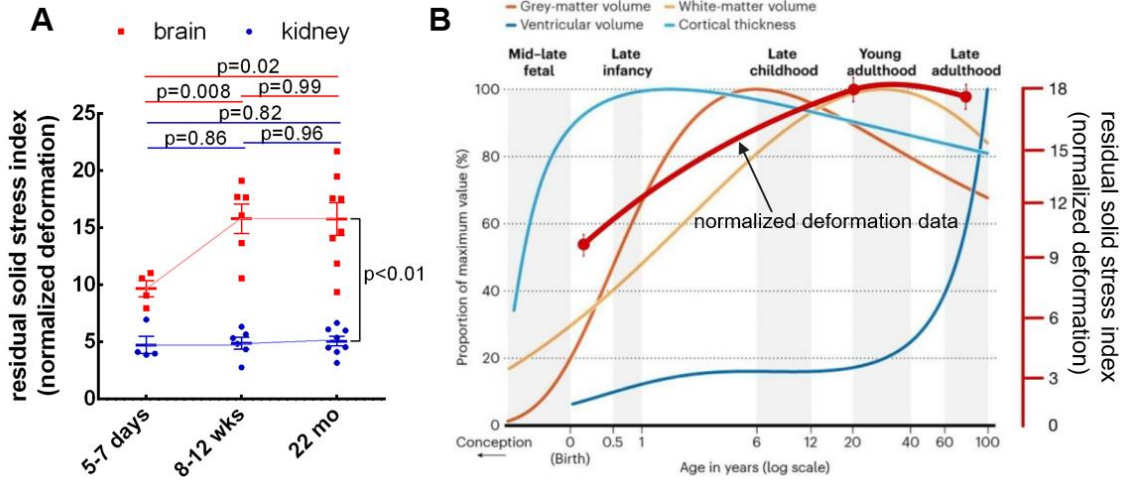 A
brain
kidney
p=0.02
p=0.008
p=0.99
p=0.82
p=0.86
p=0.96
p<0.01
residual solid stress index
(normalized deformation)
25
20
15
10
5
0
5-7 days
8-12 wks
22 mo
B
Grey-matter volume
White-matter volume
Ventricular volume
Cortical thickness
Mid–late
fetal
Late
infancy
Late
childhood
Young
adulthood
Late
adulthood
Proportion of maximum value (%)
100
80
60
40
20
0
normalized deformation data
18
15
12
9
6
3
0
residual solid stress index
(normalized deformation)
Conception
0
(Birth)
0.5
1
6
12
20
40
60
100
Age in years (log scale)